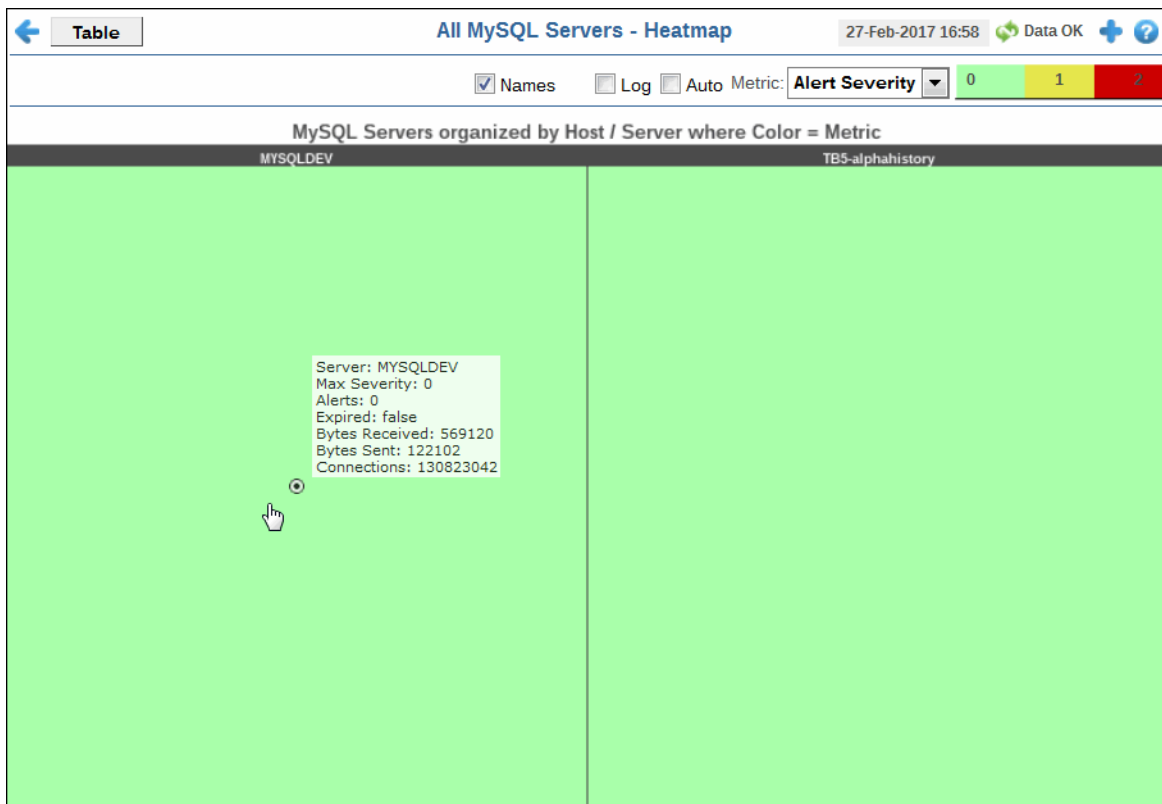 Table
All MySQL Servers - Heatmap
27-Feb-2017 16:58
Data OK
Names
Log
Auto
Metric:
Alert Severity
0
1
2
MySQL Servers organized by Host / Server where Color = Metric
MYSQLDEV
TB5-alphahistory
Server: MYSQLDEV
Max Severity: 0
Alerts: 0
Expired: false
Bytes Received: 569120
Bytes Sent: 122102
Connections: 130823042